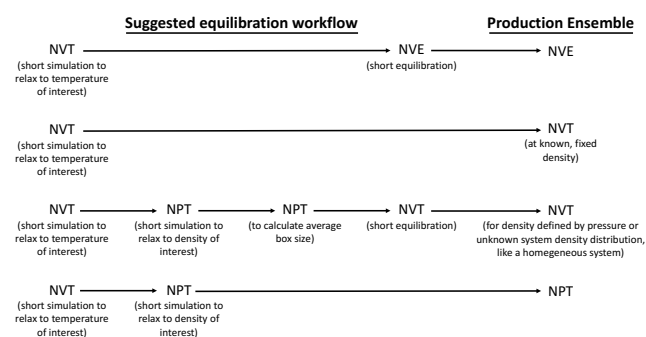 Suggested equilibration workflow Production Ensemble
NVT NVE NVE
(short simulation to (short equilibration)
relax to temperature
of interest)
NVT NVT
(short simulation to (at known, fixed
relax to temperature density)
of interest)
NVT NPT NPT NVT NVT
(short simulation to (short simulation to (to calculate average (short equilibration) (for density defined by pressure or
relax to temperature relax to density of box size) unknown system density distribution,
of interest) interest) like a homogeneous system)
NVT NPT NPT
(short simulation to (short simulation to
relax to temperature relax to density of
of interest) interest)